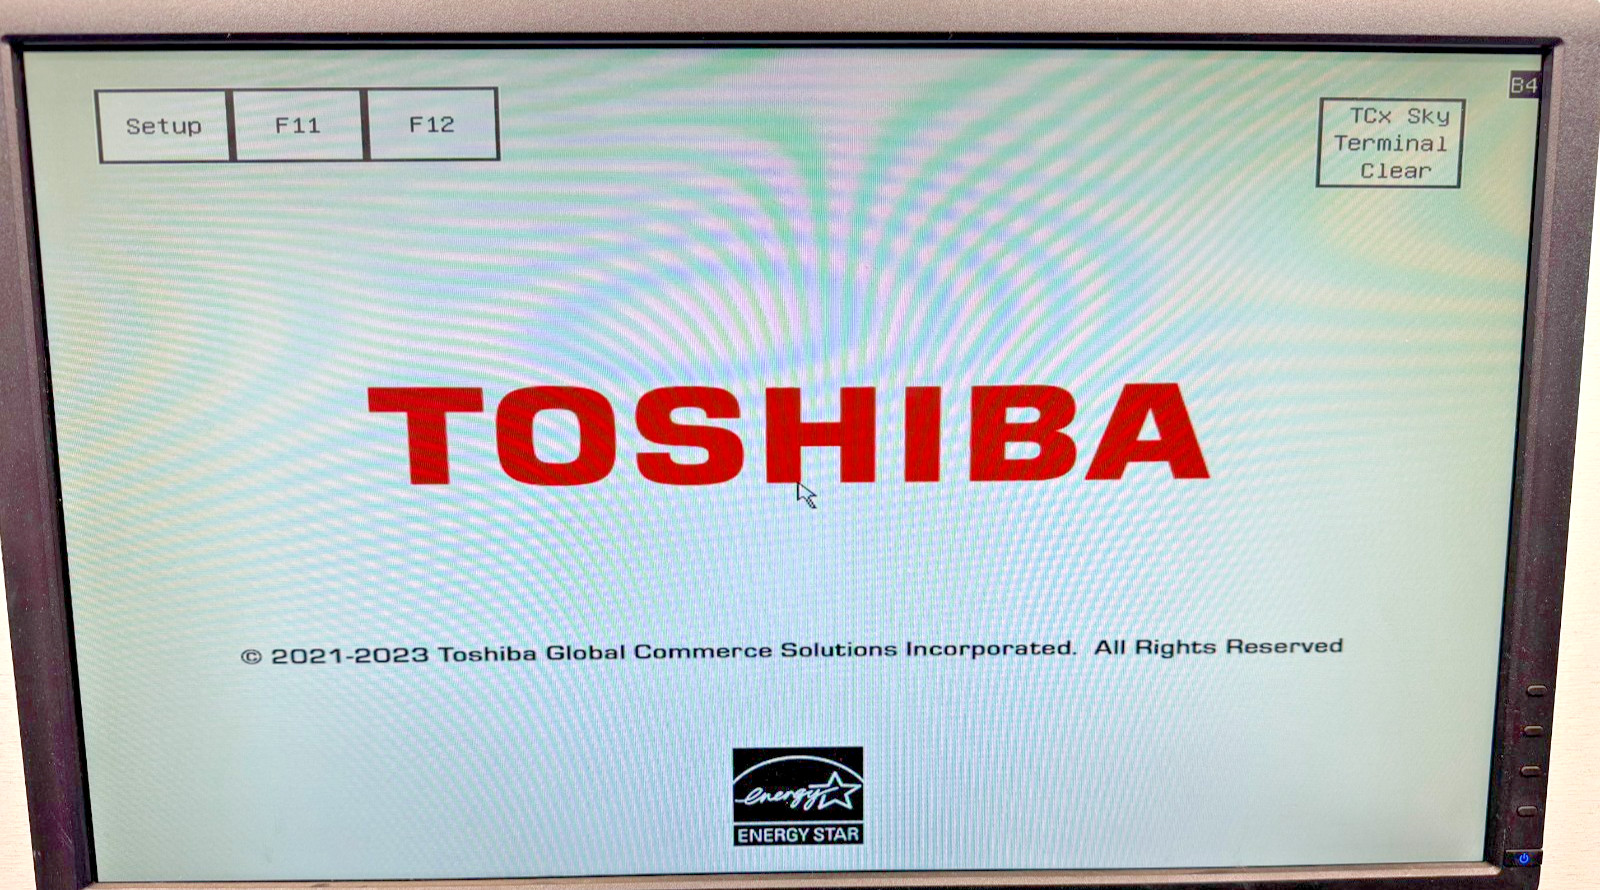 B4
Setup F11 F12
TCx Sky
Terminal
Clear
TOSHIBA
© 2021-2023 Toshiba Global Commerce Solutions Incorporated. All Rights Reserved
energy
ENERGY STAR